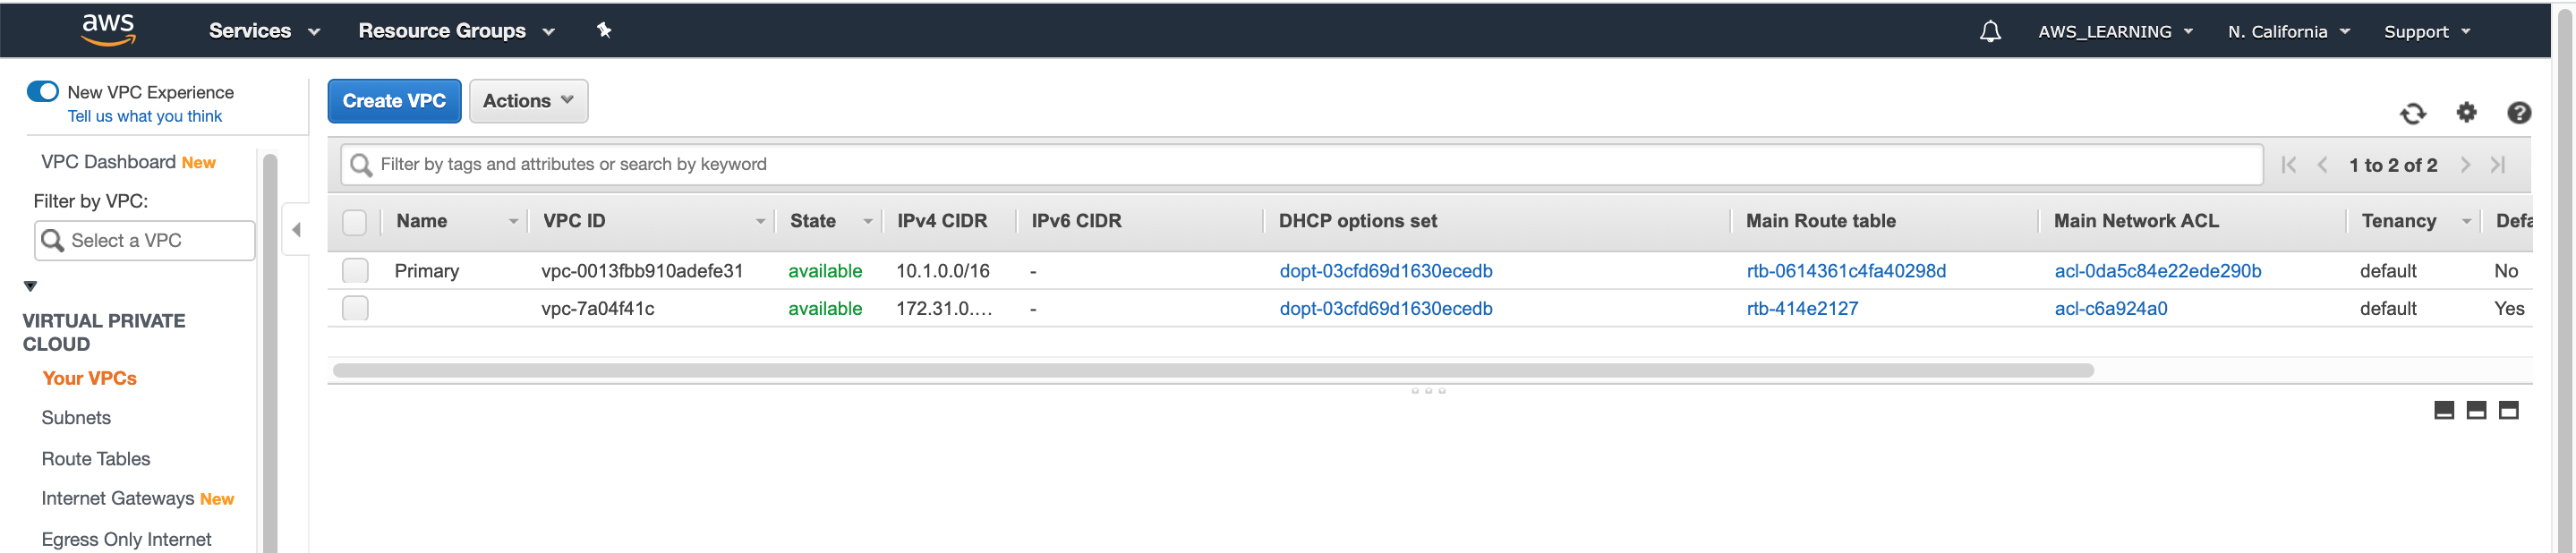 aws Services Resource Groups AWS_LEARNING N. California Support
New VPC Experience
Tell us what you think
VPC Dashboard New
Filter by VPC:
Select a VPC
VIRTUAL PRIVATE
CLOUD
Your VPCs
Subnets
Route Tables
Internet Gateways New
Egress Only Internet
Create VPC Actions
Filter by tags and attributes or search by keyword 1 to 2 of 2
Name VPC ID State IPv4 CIDR IPv6 CIDR DHCP options set Main Route table Main Network ACL Tenancy Defa
Primary vpc-0013fbb910adefe31 available 10.1.0.0/16 - dopt-03cfd69d1630ecedb rtb-0614361c4fa40298d acl-0da5c84e22ede290b default No
vpc-7a04f41c available 172.31.0.… - dopt-03cfd69d1630ecedb rtb-414e2127 acl-c6a924a0 default Yes